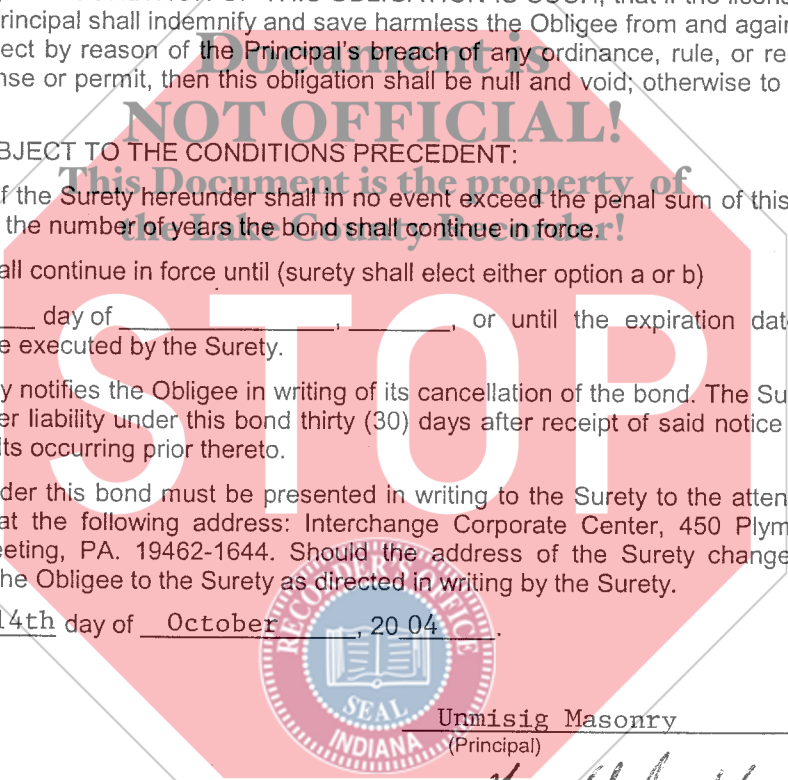 rincipal shall indemnify and save harmless the Obligee from and again
ect by reason of the Principal's breach of any ordinance, rule, or re
Document is
nse or permit, then this obligation shall be null and void; otherwise to
NOT OFFICIAL!
BJECT TO THE CONDITIONS PRECEDENT:
This Document is the property of
f the Surety hereunder shall in no event exceed the penal sum of this
the number of years the bond shall continue in force.
the Lake County Recorder!
all continue in force until (surety shall elect either option a or b)
___ day of ________________, ________, or until the expiration dat
e executed by the Surety.
STOP
y notifies the Obligee in writing of its cancellation of the bond. The Su
er liability under this bond thirty (30) days after receipt of said notice
lts occurring prior thereto.
der this bond must be presented in writing to the Surety to the atten
at the following address: Interchange Corporate Center, 450 Plym
eeting, PA. 19462-1644. Should the address of the Surety change
he Obligee to the Surety as directed in writing by the Surety.
14th day of October, 20 04.
RECORDER'S OFFICE
SEAL
INDIANA
Unmisig Masonry
(Principal)